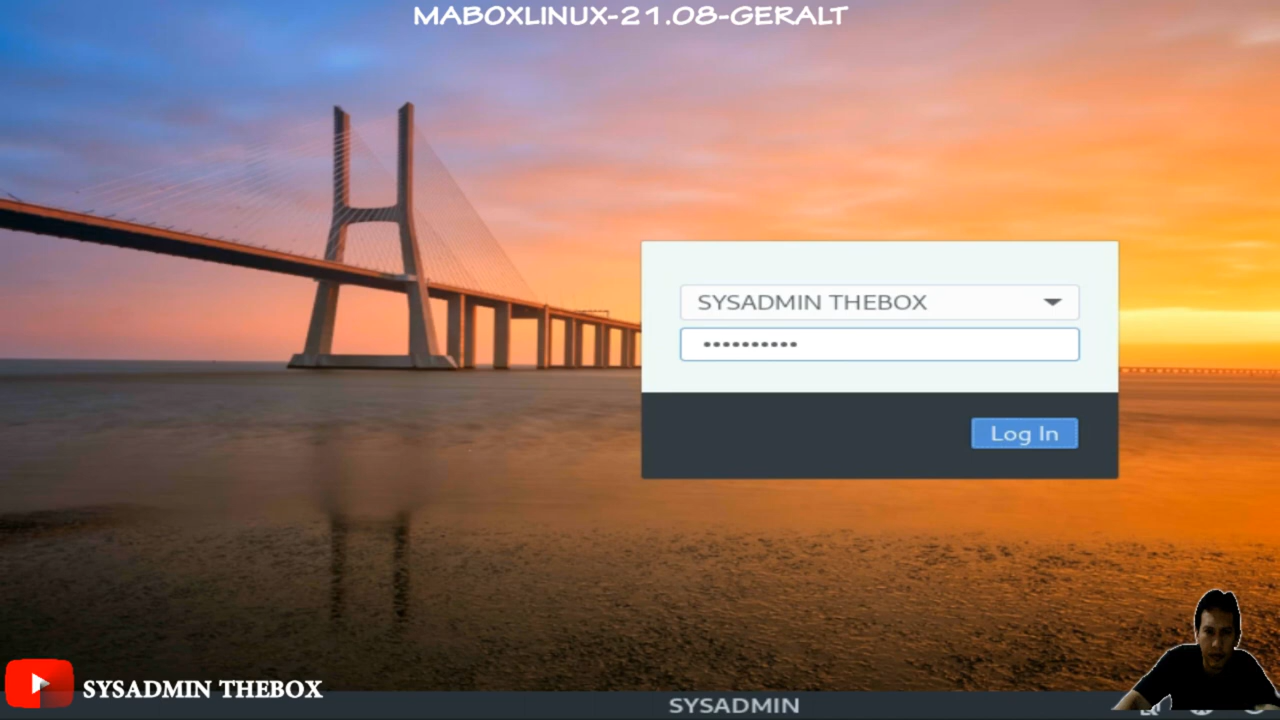 MABOXLINUX-21.08-GERALT
SYSADMIN THEBOX
Log In
SYSADMIN THEBOX
SYSADMIN